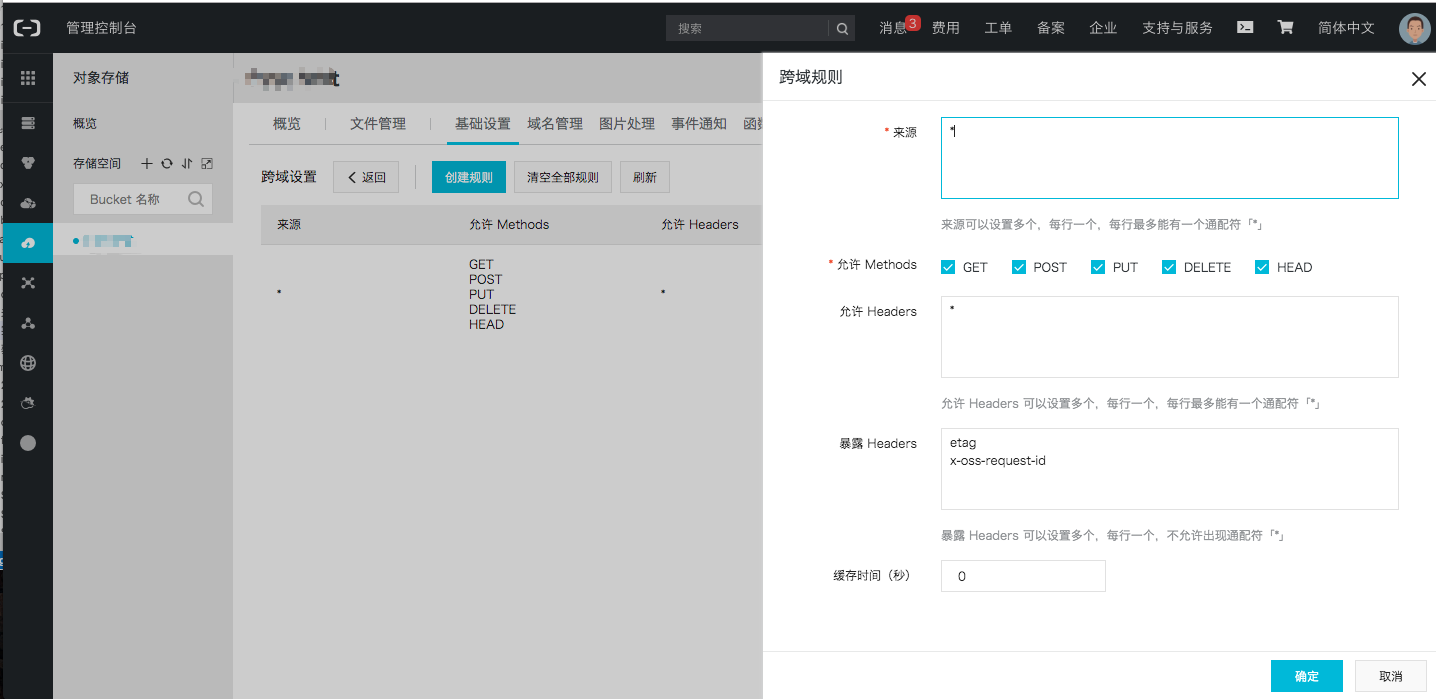 管理控制台
搜索
消息 3
费用
工单
备案
企业
支持与服务
简体中文
对象存储
概览
存储空间
Bucket 名称
概览
文件管理
基础设置
域名管理
图片处理
事件通知
跨域设置
返回
创建规则
清空全部规则
刷新
来源 允许 Methods 允许 Headers
GET
POST
* PUT *
DELETE
HEAD
跨域规则
* 来源
*
来源可以设置多个，每行一个，每行最多能有一个通配符「*」
* 允许 Methods
GET POST PUT DELETE HEAD
允许 Headers
*
允许 Headers 可以设置多个，每行一个，每行最多能有一个通配符「*」
暴露 Headers
etag
x-oss-request-id
暴露 Headers 可以设置多个，每行一个，不允许出现通配符「*」
缓存时间（秒）
0
确定
取消